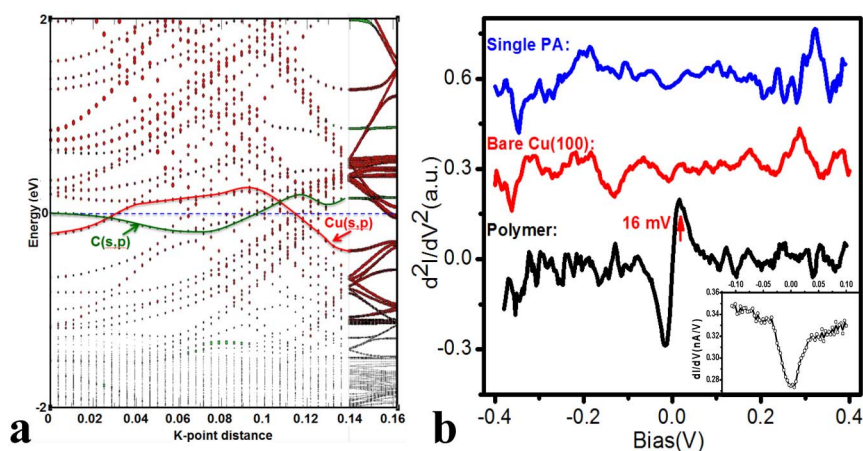 a
2
0
-2
Energy /eV)
C(s,p)
Cu(s,p)
0
0.02
0.04
0.06
0.08
0.1
0.12
0.14
0.16
K-point distance
b
Single PA:
Bare Cu(100):
Polymer:
16 mV
d²I/dV²(a.u.)
0.6
0.3
0.0
-0.3
-0.4
-0.2
0.0
0.2
0.4
Bias(V)
-0.10
-0.05
0.00
0.05
0.10
0.36
0.34
0.32
0.30
0.28
dI/dV(nA/V)